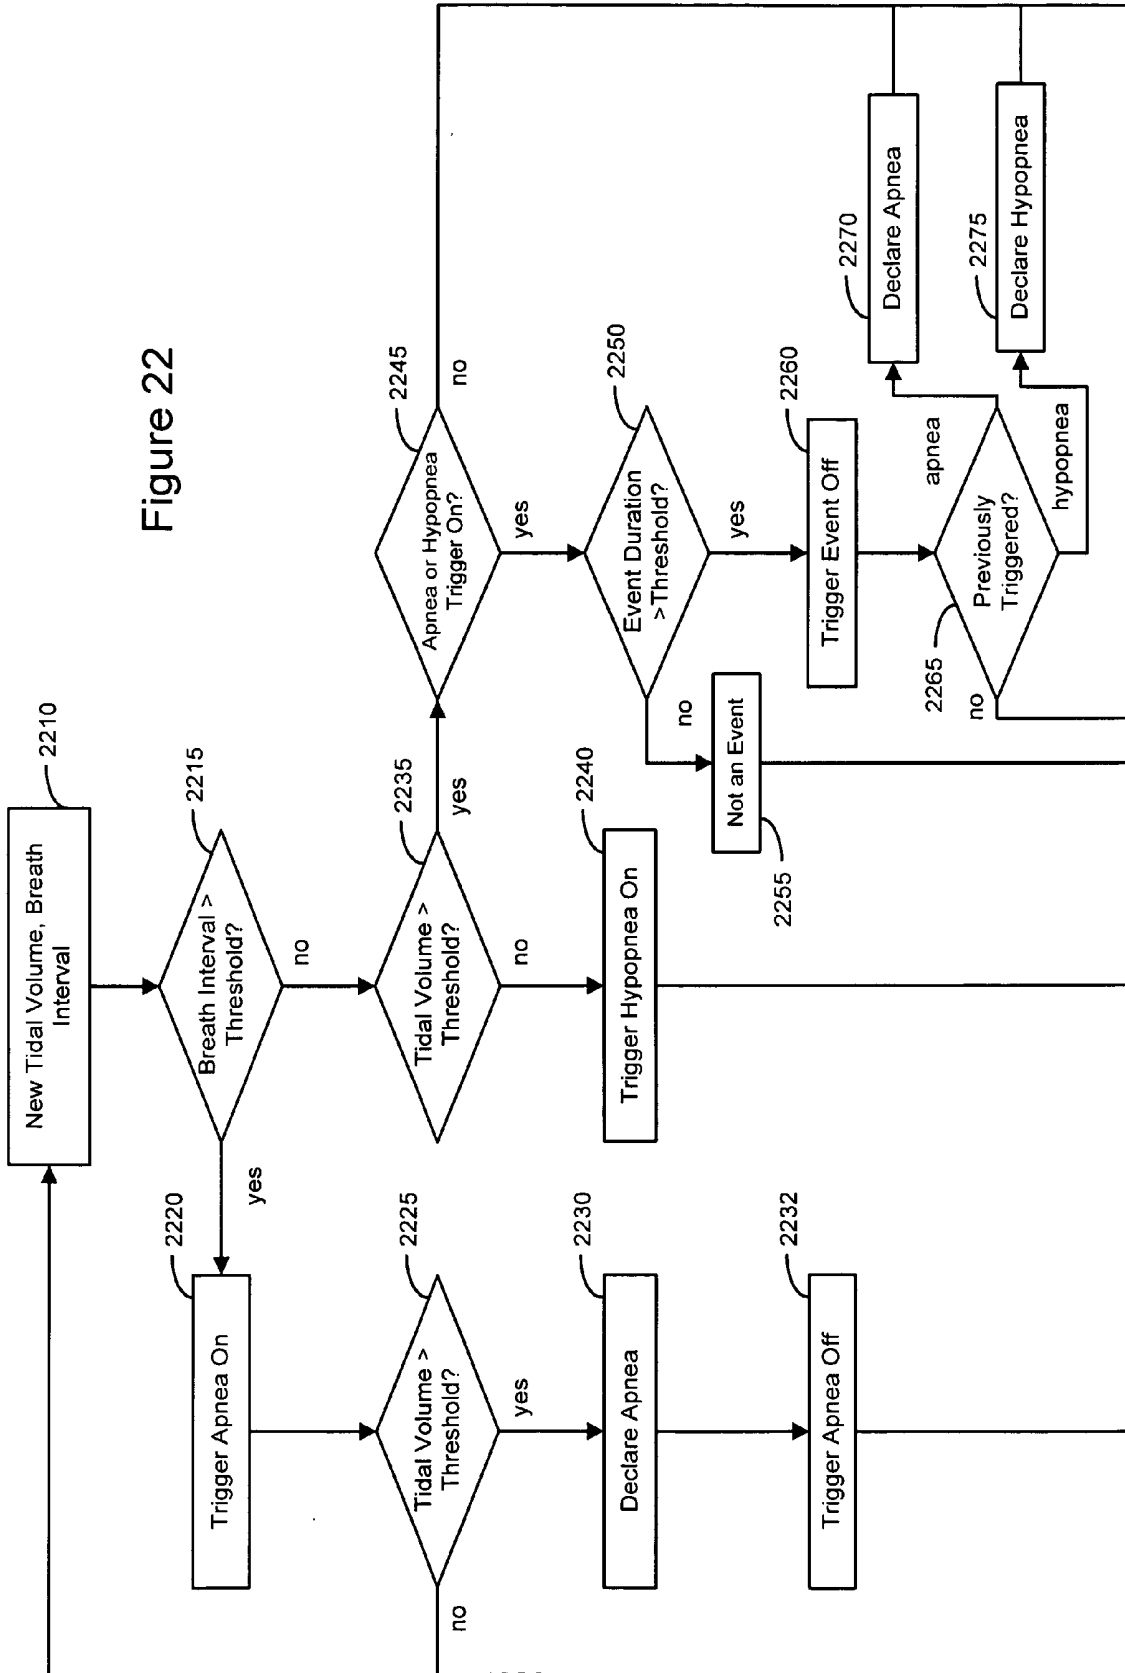 Figure 22
New Tidal Volume, Breath
Interval
2210
Breath Interval >
Threshold?
2215
yes
no
Trigger Apnea On
2220
Tidal Volume >
Threshold?
2225
no
yes
Declare Apnea
2230
Trigger Apnea Off
2232
Tidal Volume >
Threshold?
2235
yes
no
Trigger Hypopnea On
2240
Apnea or Hypopnea
Trigger On?
2245
no
yes
Event Duration
>Threshold?
2250
no
yes
Not an Event
2255
Trigger Event Off
2260
Previously
Triggered?
2265
no
apnea
hypopnea
Declare Apnea
2270
Declare Hypopnea
2275